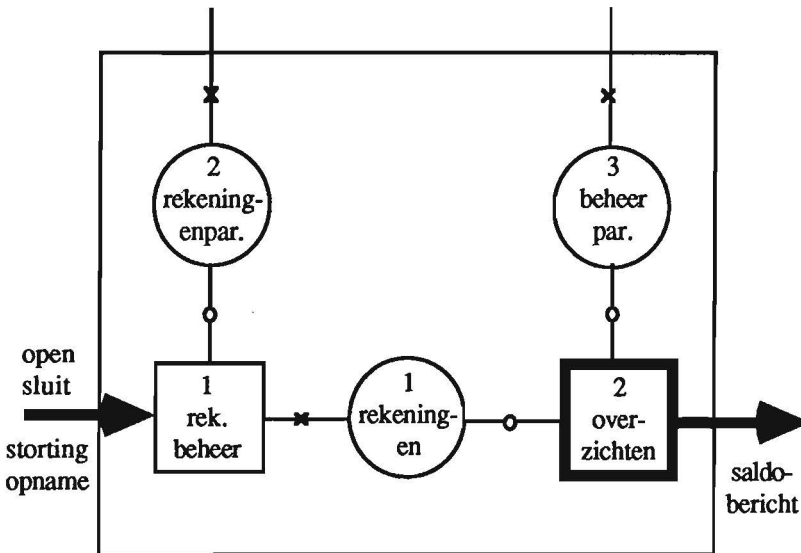 2
rekening-
enpar.
3
beheer
par.
open
sluit
storting
opname
1
rek.
beheer
1
rekening-
en
2
over-
zichten
saldo-
bericht